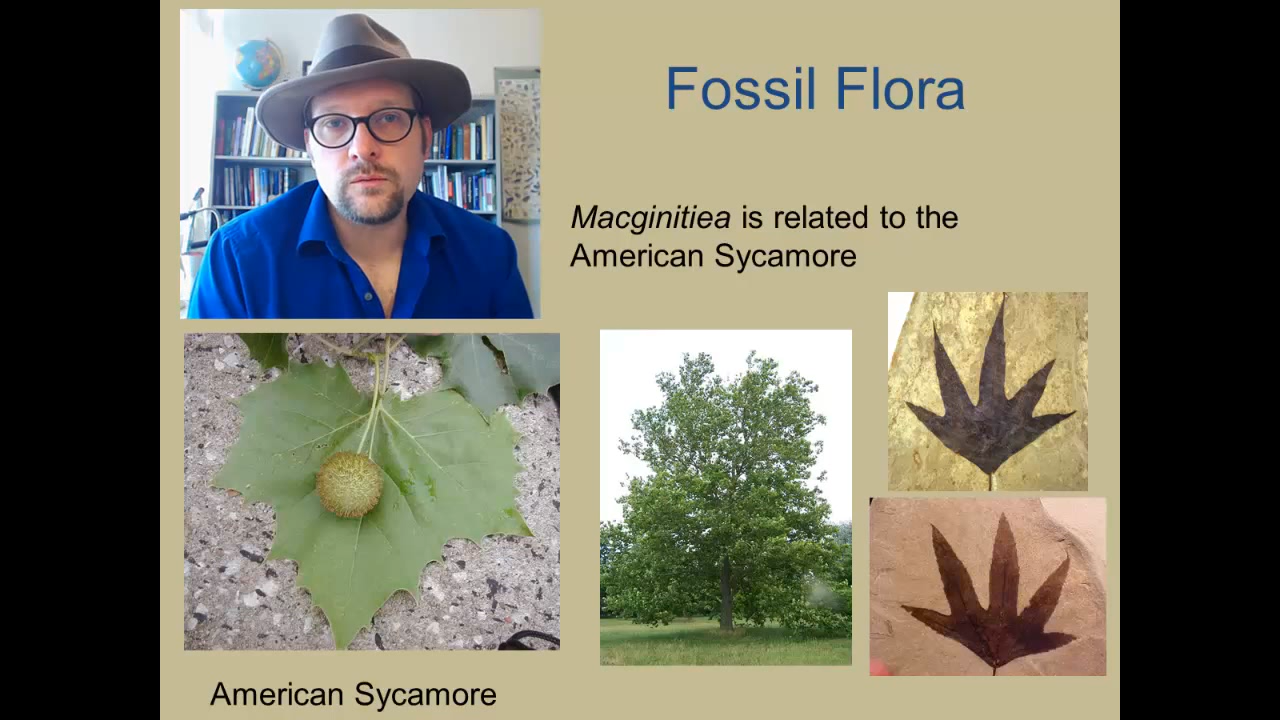 Fossil Flora
Macginitiea is related to the
American Sycamore
American Sycamore